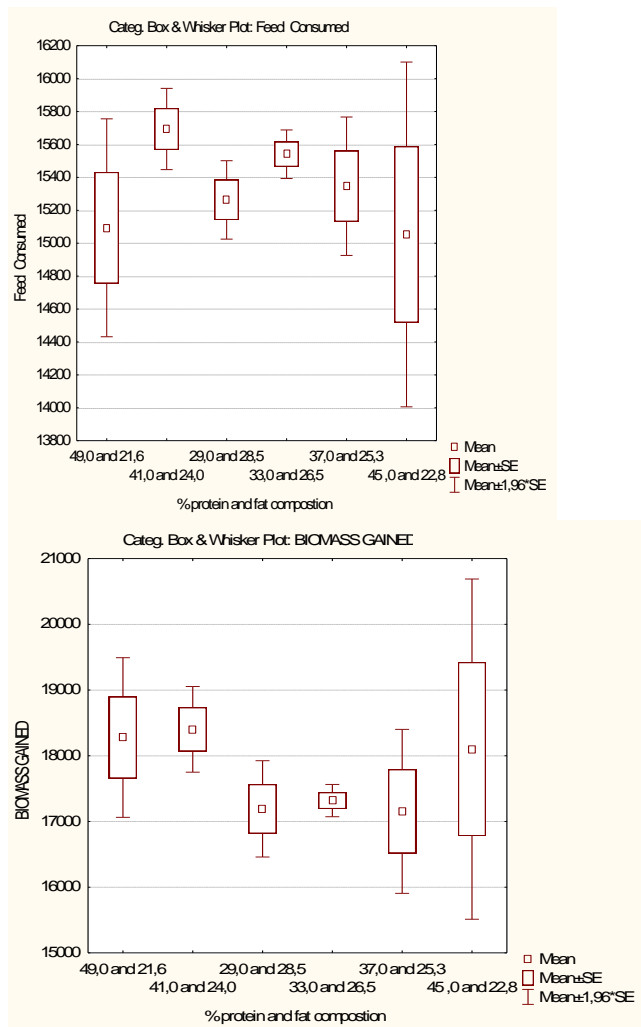 Categ. Box & Whisker Plot: Feed Consumed
16200
16000
15800
15600
15400
15200
15000
14800
14600
14400
14200
14000
13800
Feed Consumed
49,0 and 21,6
29,0 and 28,5
37,0 and 25,3
41,0 and 24,0
33,0 and 26,5
45 ,0 and 22,8
% protein and fat compostion
Mean
Mean±SE
Mean±1,96*SE
Categ. Box & Whisker Plot: BIOMASS GAINED
21000
20000
19000
18000
17000
16000
15000
BIOMASS GAINED
49,0 and 21,6
29,0 and 28,5
37,0 and 25,3
41,0 and 24,0
33,0 and 26,5
45 ,0 and 22,8
% protein and fat compostion
Mean
Mean±SE
Mean±1,96*SE